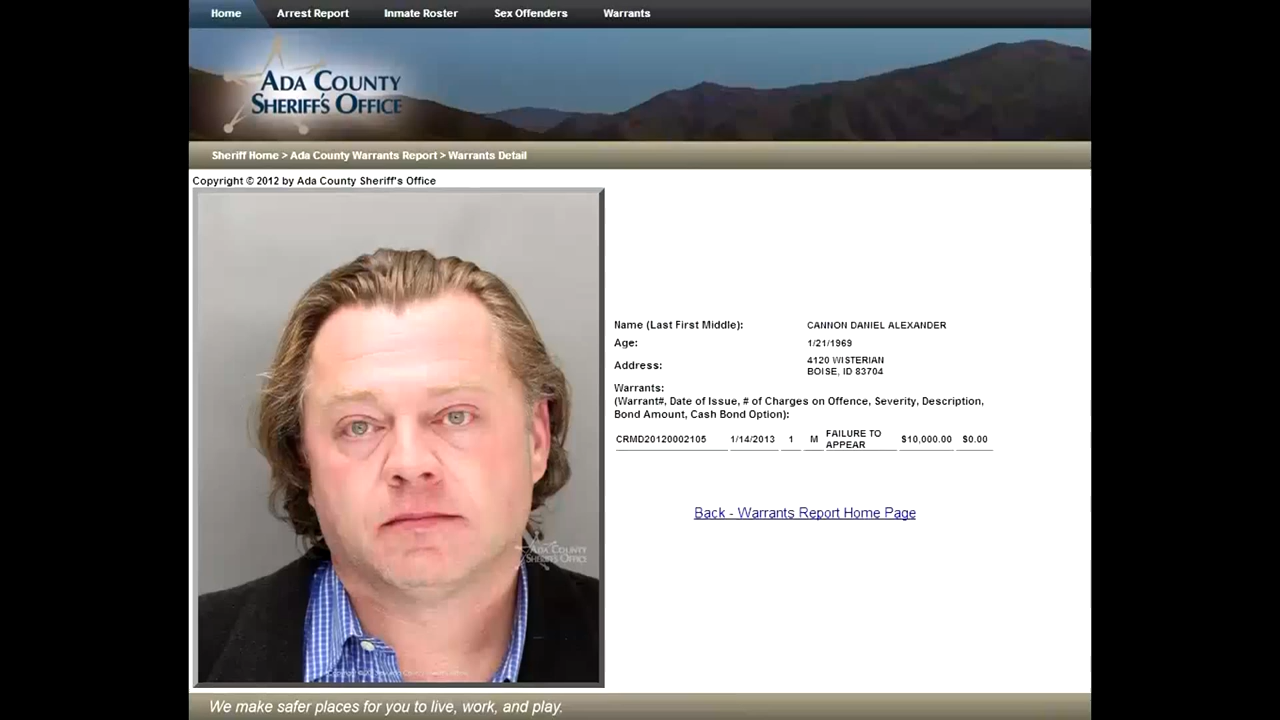 Home Arrest Report Inmate Roster Sex Offenders Warrants
ADA COUNTY
SHERIFF'S OFFICE
Sheriff Home > Ada County Warrants Report > Warrants Detail
Copyright © 2012 by Ada County Sheriff's Office
Name (Last First Middle): CANNON DANIEL ALEXANDER
Age: 1/21/1969
Address: 4120 WISTERIAN
BOISE, ID 83704
Warrants:
(Warrant#, Date of Issue, # of Charges on Offence, Severity, Description,
Bond Amount, Cash Bond Option):
CRMD20120002105 1/14/2013 1 M FAILURE TO APPEAR $10,000.00 $0.00
Back - Warrants Report Home Page
ADA COUNTY
SHERIFF'S OFFICE
We make safer places for you to live, work, and play.